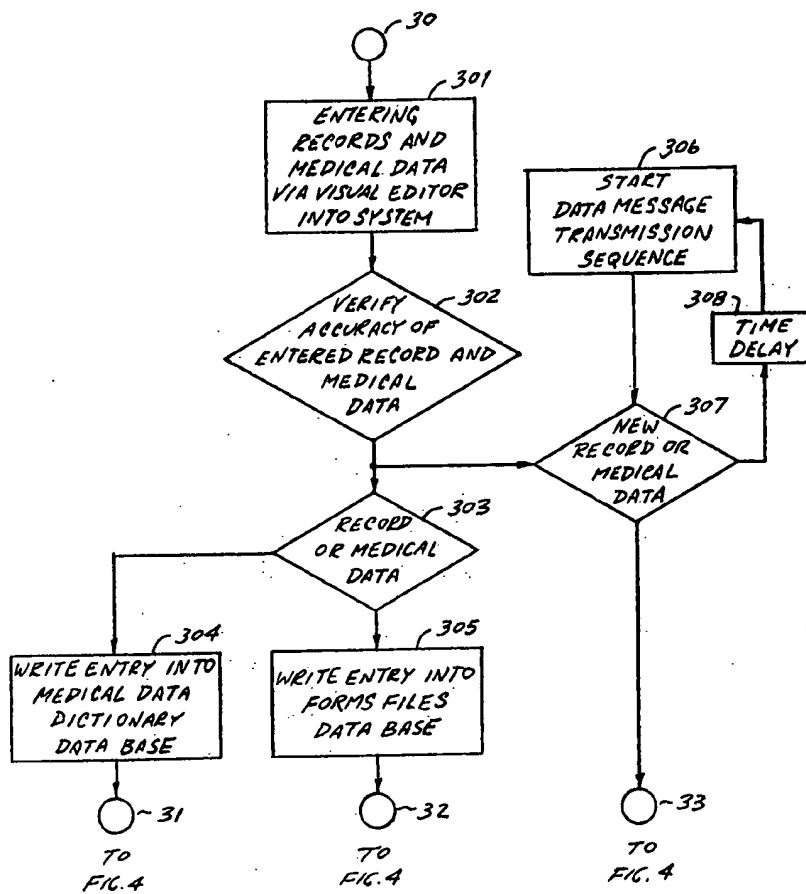 30
301
ENTERING
RECORDS AND
MEDICAL DATA
VIA VISUAL EDITOR
INTO SYSTEM
302
VERIFY
ACCURACY OF
ENTERED RECORD AND
MEDICAL
DATA
306
START
DATA MESSAGE
TRANSMISSION
SEQUENCE
308
TIME
DELAY
307
NEW
RECORD OR
MEDICAL
DATA
303
RECORD
OR MEDICAL
DATA
304
WRITE ENTRY INTO
MEDICAL DATA
DICTIONARY
DATA BASE
305
WRITE ENTRY INTO
FORMS FILES
DATA BASE
31
TO
FIG. 4
32
TO
FIG. 4
33
TO
FIG. 4